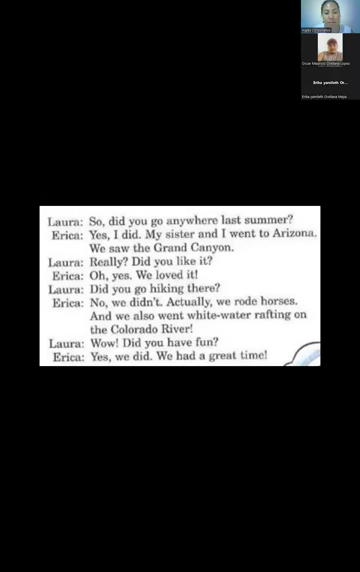 Erika yamileth Or...
Laura: So, did you go anywhere last summer?
Erica: Yes, I did. My sister and I went to Arizona.
We saw the Grand Canyon.
Laura: Really? Did you like it?
Erica: Oh, yes. We loved it!
Laura: Did you go hiking there?
Erica: No, we didn't. Actually, we rode horses.
And we also went white-water rafting on
the Colorado River!
Laura: Wow! Did you have fun?
Erica: Yes, we did. We had a great time!